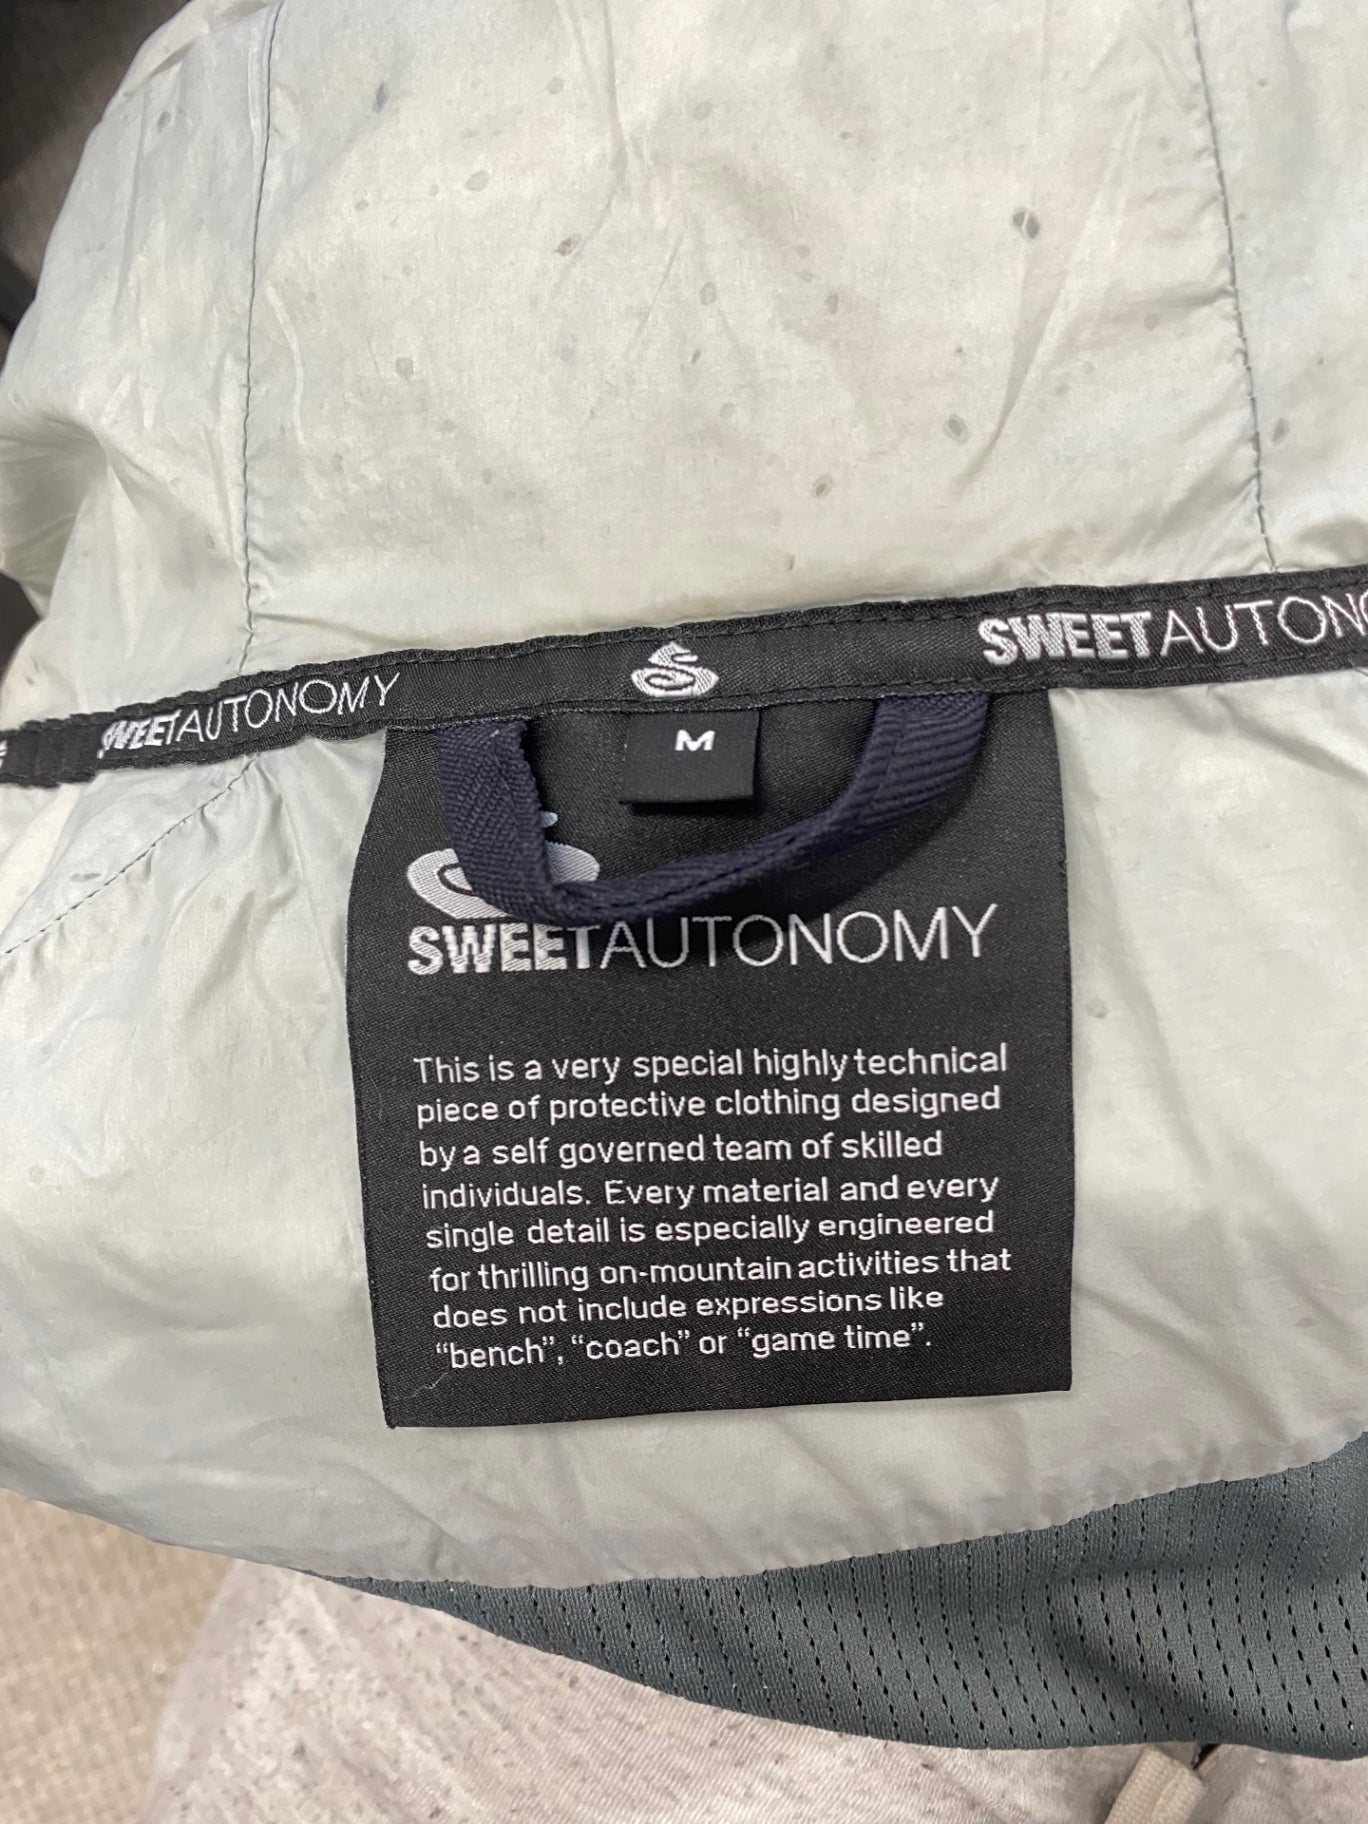 SWEETAUTONOMY
SWEETAUTONO
M
SWEETAUTONOMY
This is a very special highly technical
piece of protective clothing designed
by a self governed team of skilled
individuals. Every material and every
single detail is especially engineered
for thrilling on-mountain activities that
does not include expressions like
“bench”, “coach” or “game time”.